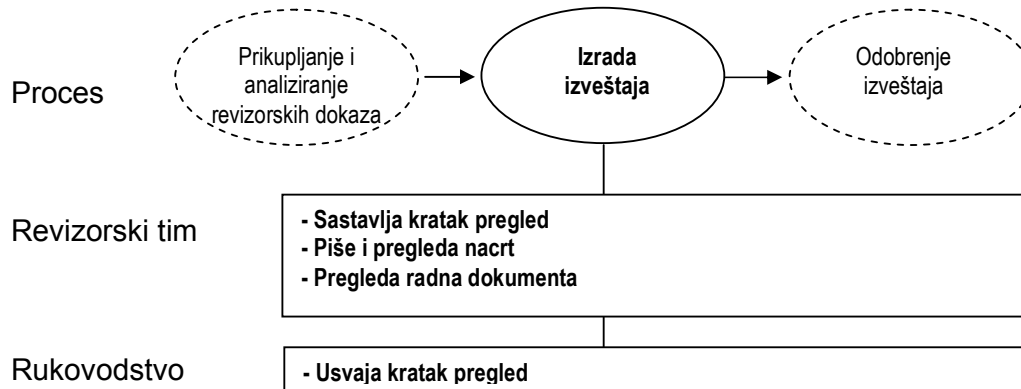 Proces
Prikupljanje i
analiziranje
revizorskih dokaza
Izrada
izveštaja
Odobrenje
izveštaja
Revizorski tim
- Sastavlja kratak pregled
- Piše i pregleda nacrt
- Pregleda radna dokumenta
Rukovodstvo
- Usvaja kratak pregled